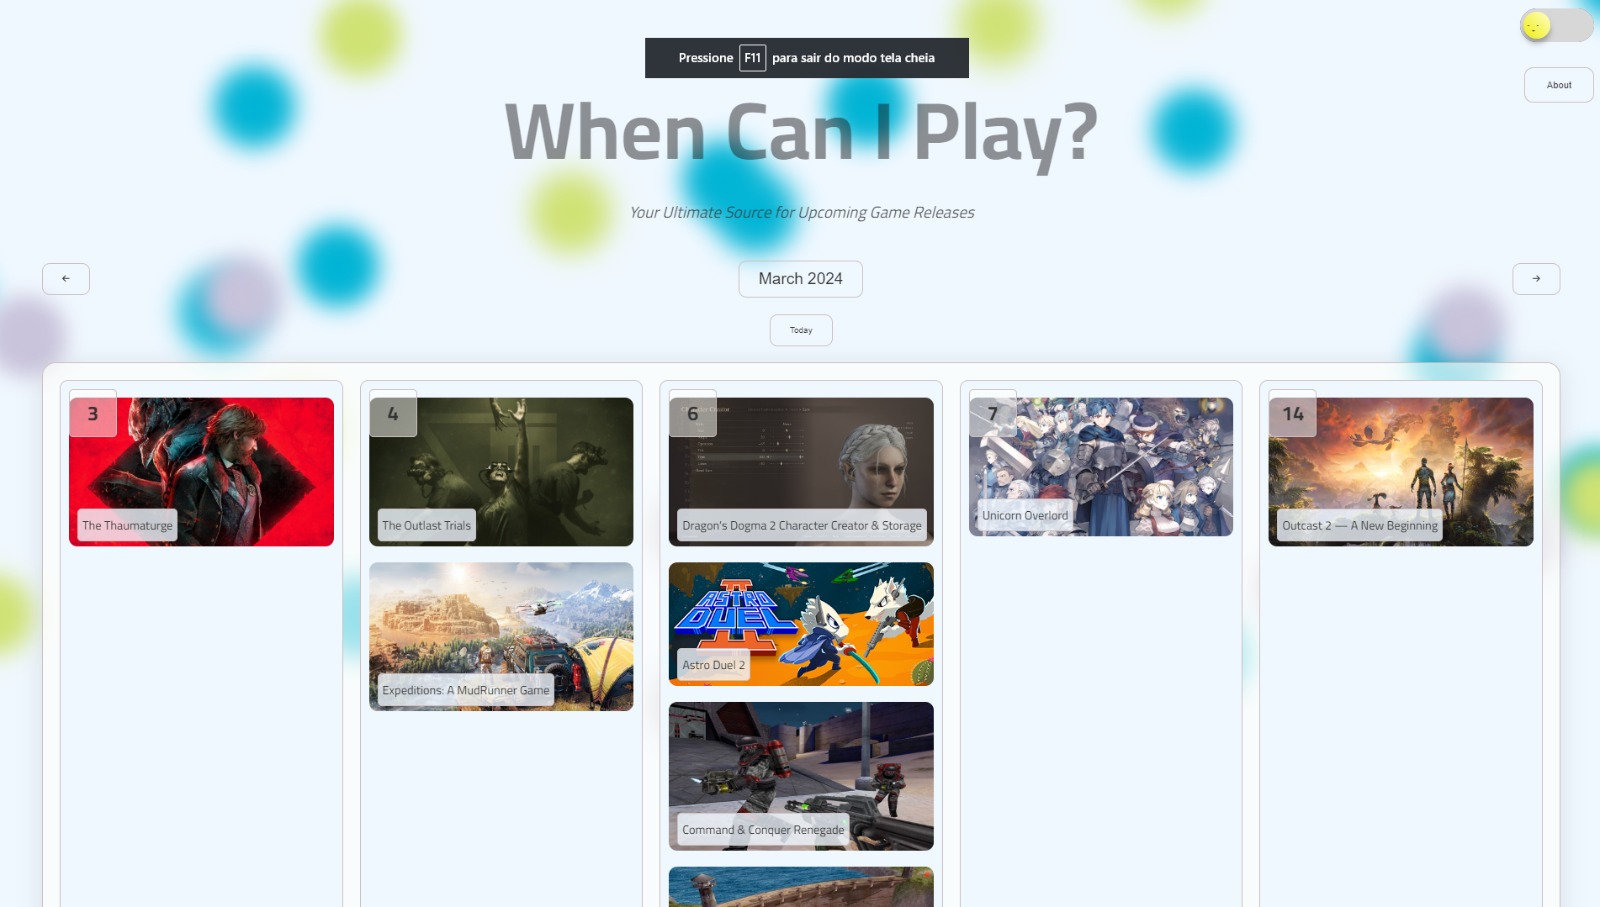 Pressione F11 para sair do modo tela cheia
About
When Can I Play?
Your Ultimate Source for Upcoming Game Releases
←
March 2024
→
Today
3
The Thaumaturge
4
The Outlast Trials
Expeditions: A MudRunner Game
6
Dragon's Dogma 2 Character Creator & Storage
ASTRO
DUEL
II
Astro Duel 2
Command & Conquer Renegade
7
Unicorn Overlord
14
Outcast 2 — A New Beginning